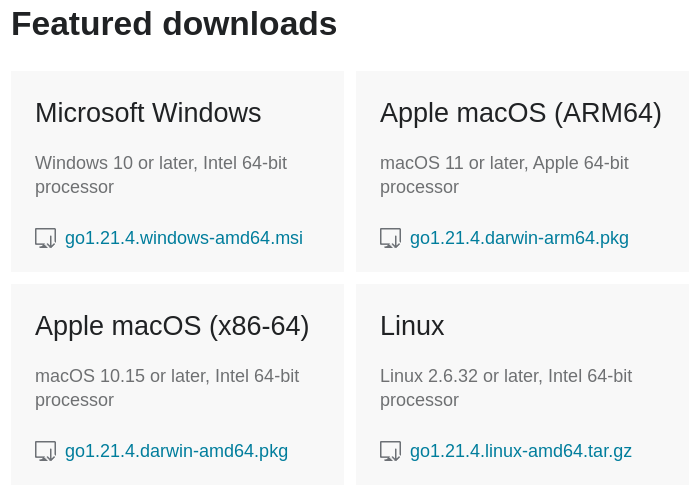 Featured downloads
Microsoft Windows
Windows 10 or later, Intel 64-bit
processor
go1.21.4.windows-amd64.msi
Apple macOS (ARM64)
macOS 11 or later, Apple 64-bit
processor
go1.21.4.darwin-arm64.pkg
Apple macOS (x86-64)
macOS 10.15 or later, Intel 64-bit
processor
go1.21.4.darwin-amd64.pkg
Linux
Linux 2.6.32 or later, Intel 64-bit
processor
go1.21.4.linux-amd64.tar.gz